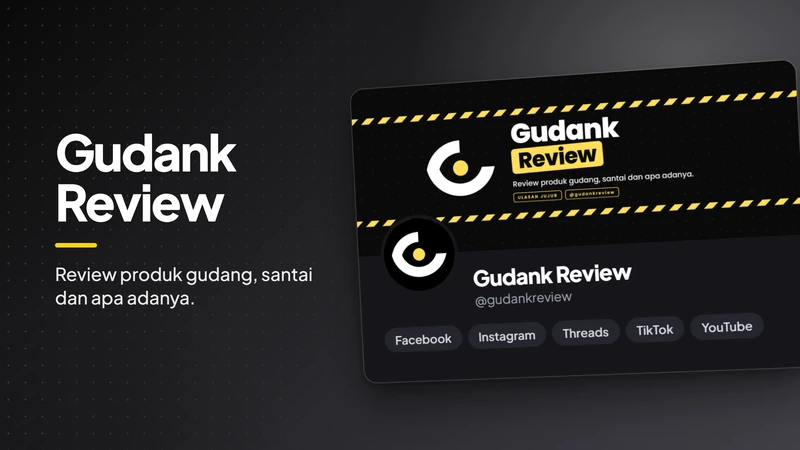 Gudank
Review
Review produk gudang, santai
dan apa adanya.
Gudank
Review
Review produk gudang, santai dan apa adanya.
ULASAN JUJUR
@gudankreview
Gudank Review
@gudankreview
Facebook
Instagram
Threads
TikTok
YouTube